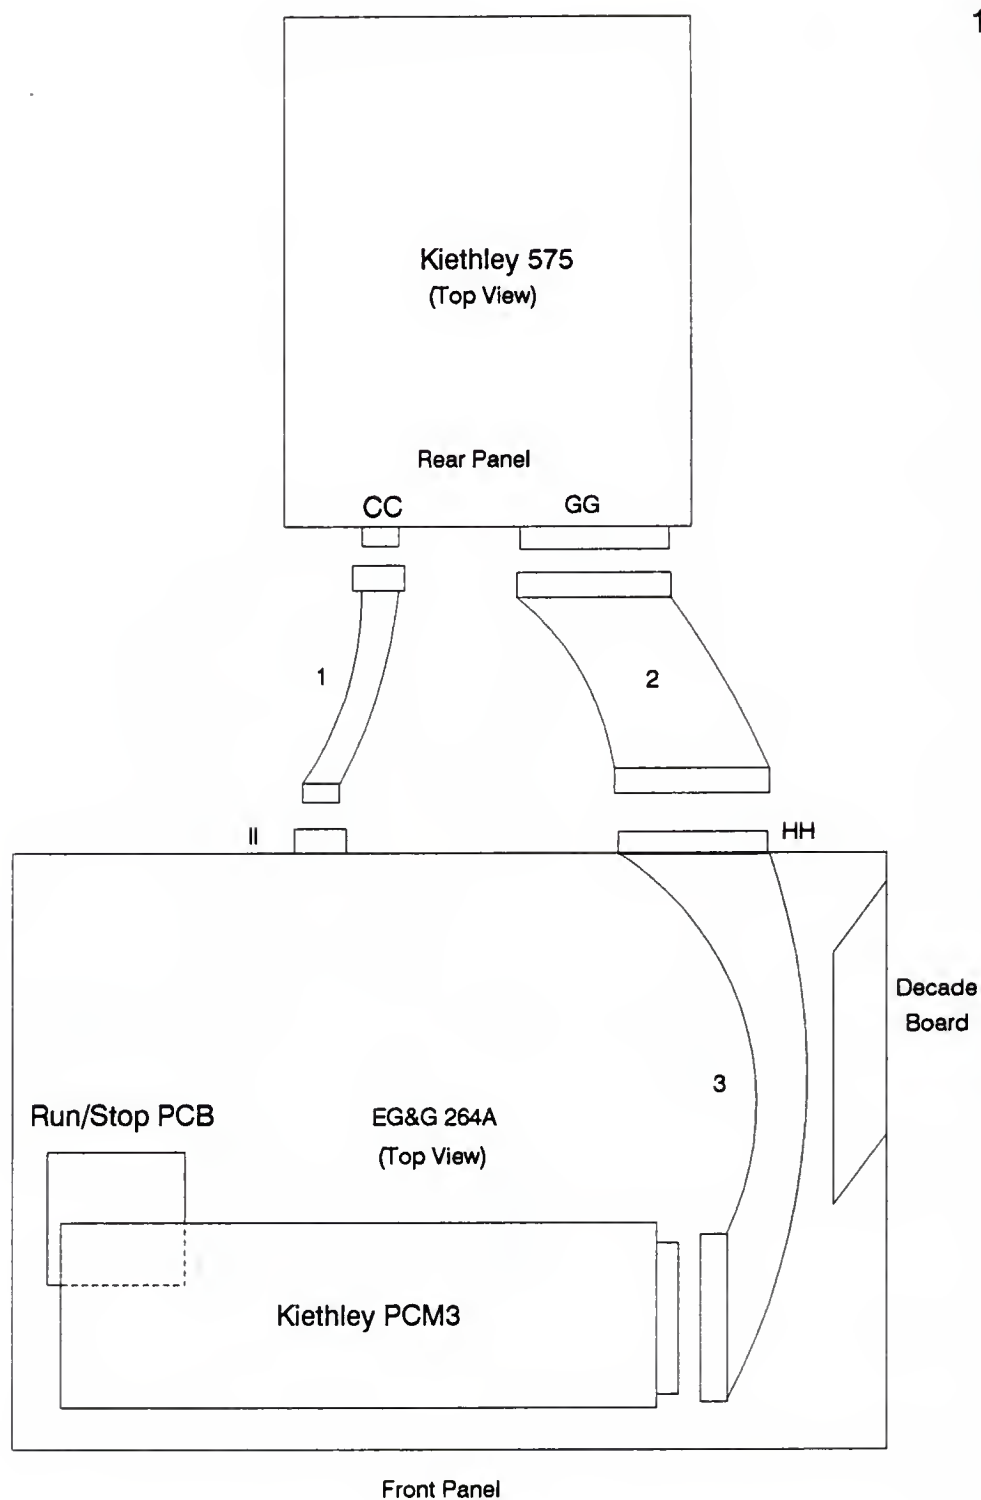 1
Kiethley 575
(Top View)
Rear Panel
CC
GG
1
2
II
HH
Decade
Board
3
Run/Stop PCB
EG&G 264A
(Top View)
Kiethley PCM3
Front Panel